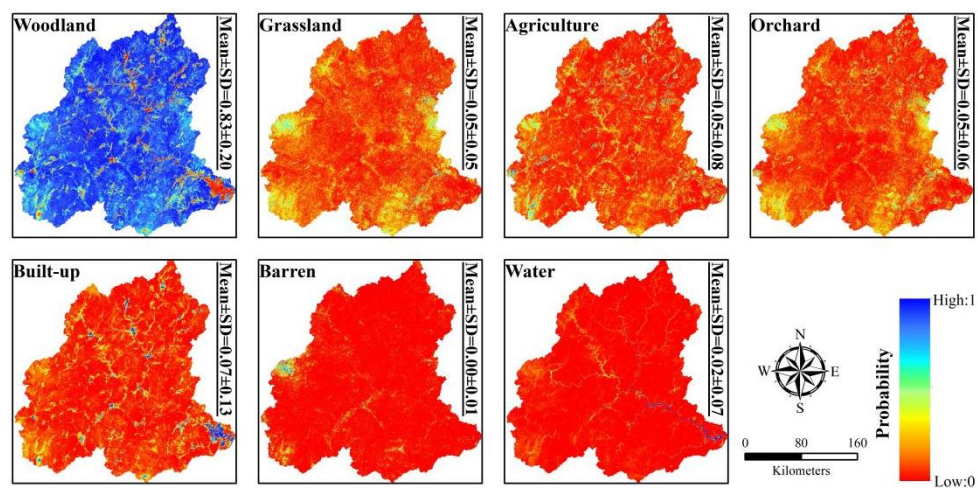 Woodland
Mean±SD=0.83±0.20
Grassland
Mean±SD=0.05±0.05
Agriculture
Mean±SD=0.05±0.08
Orchard
Mean±SD=0.05±0.06
Built-up
Mean±SD=0.07±0.13
Barren
Mean±SD=0.00±0.01
Water
Mean±SD=0.02±0.07
N
W
E
S
0 80 160
Kilometers
Probability
High:1
Low:0